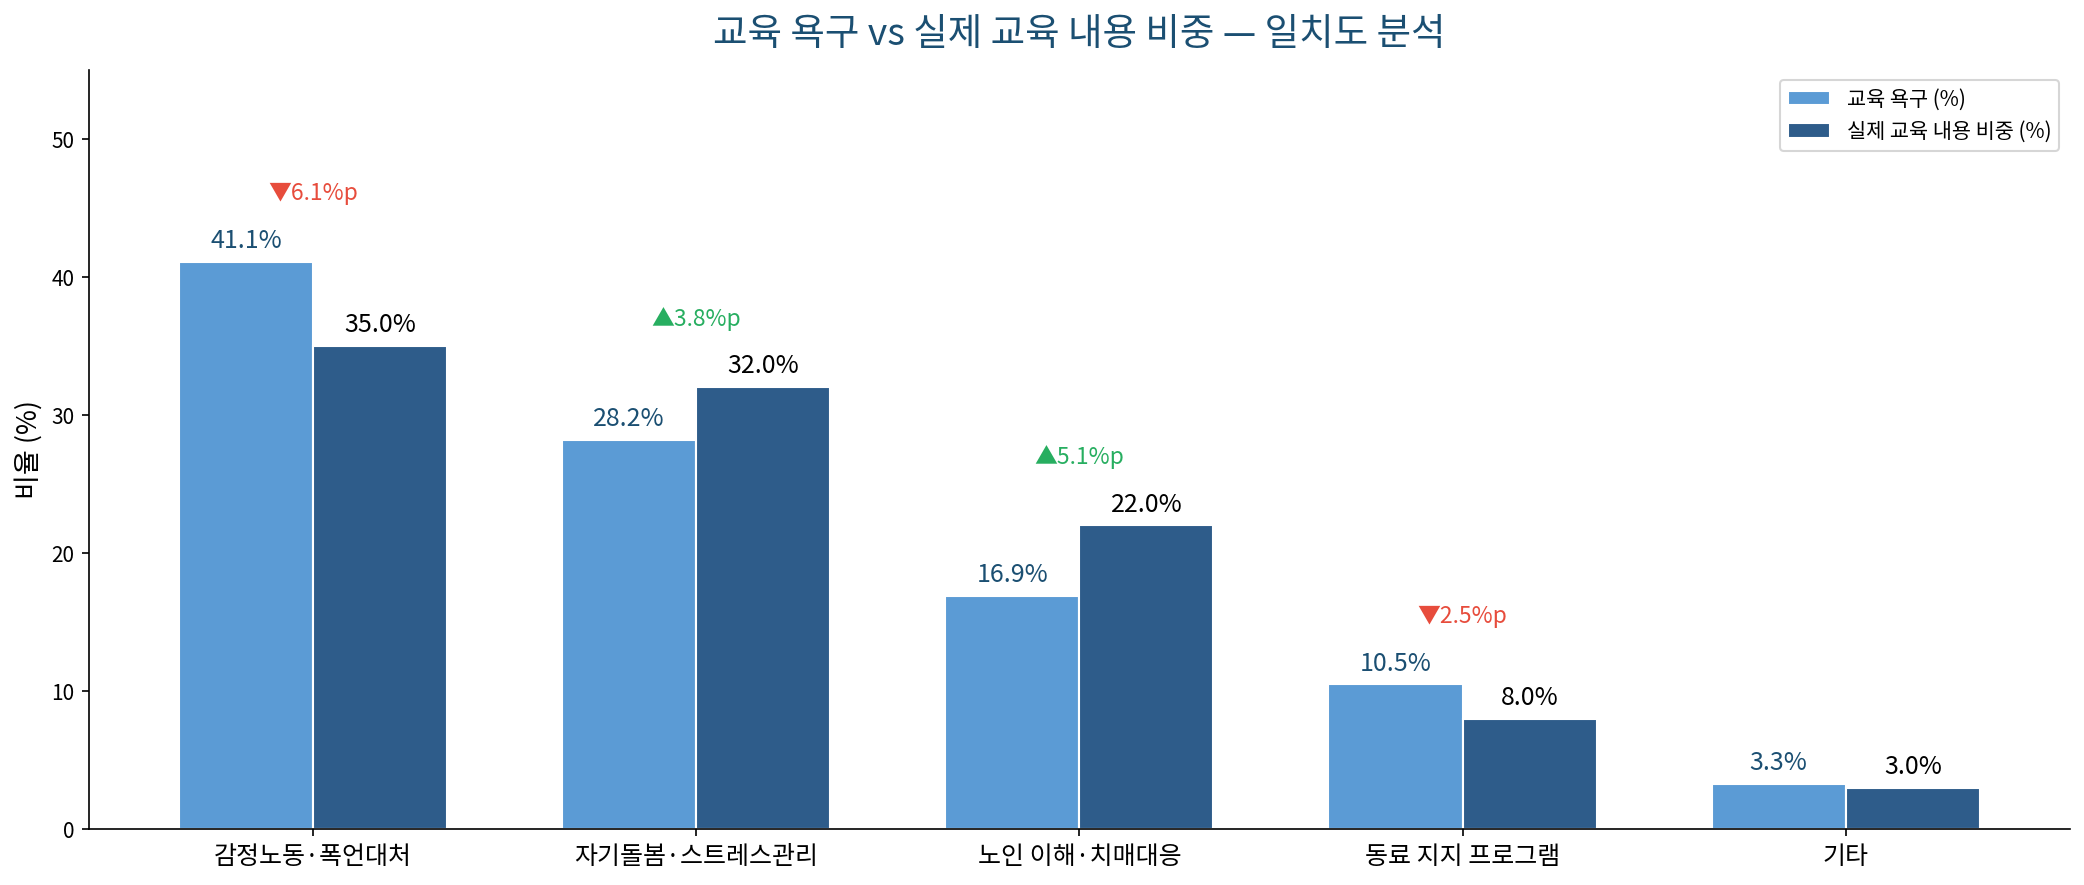 교육 욕구 vs 실제 교육 내용 비중 — 일치도 분석
교육 욕구 (%)
실제 교육 내용 비중 (%)
비율 (%)
50
40
30
20
10
0
▼6.1%p
41.1%
35.0%
▲3.8%p
28.2%
32.0%
▲5.1%p
16.9%
22.0%
▼2.5%p
10.5%
8.0%
3.3%
3.0%
감정노동·폭언대처
자기돌봄·스트레스관리
노인 이해·치매대응
동료 지지 프로그램
기타